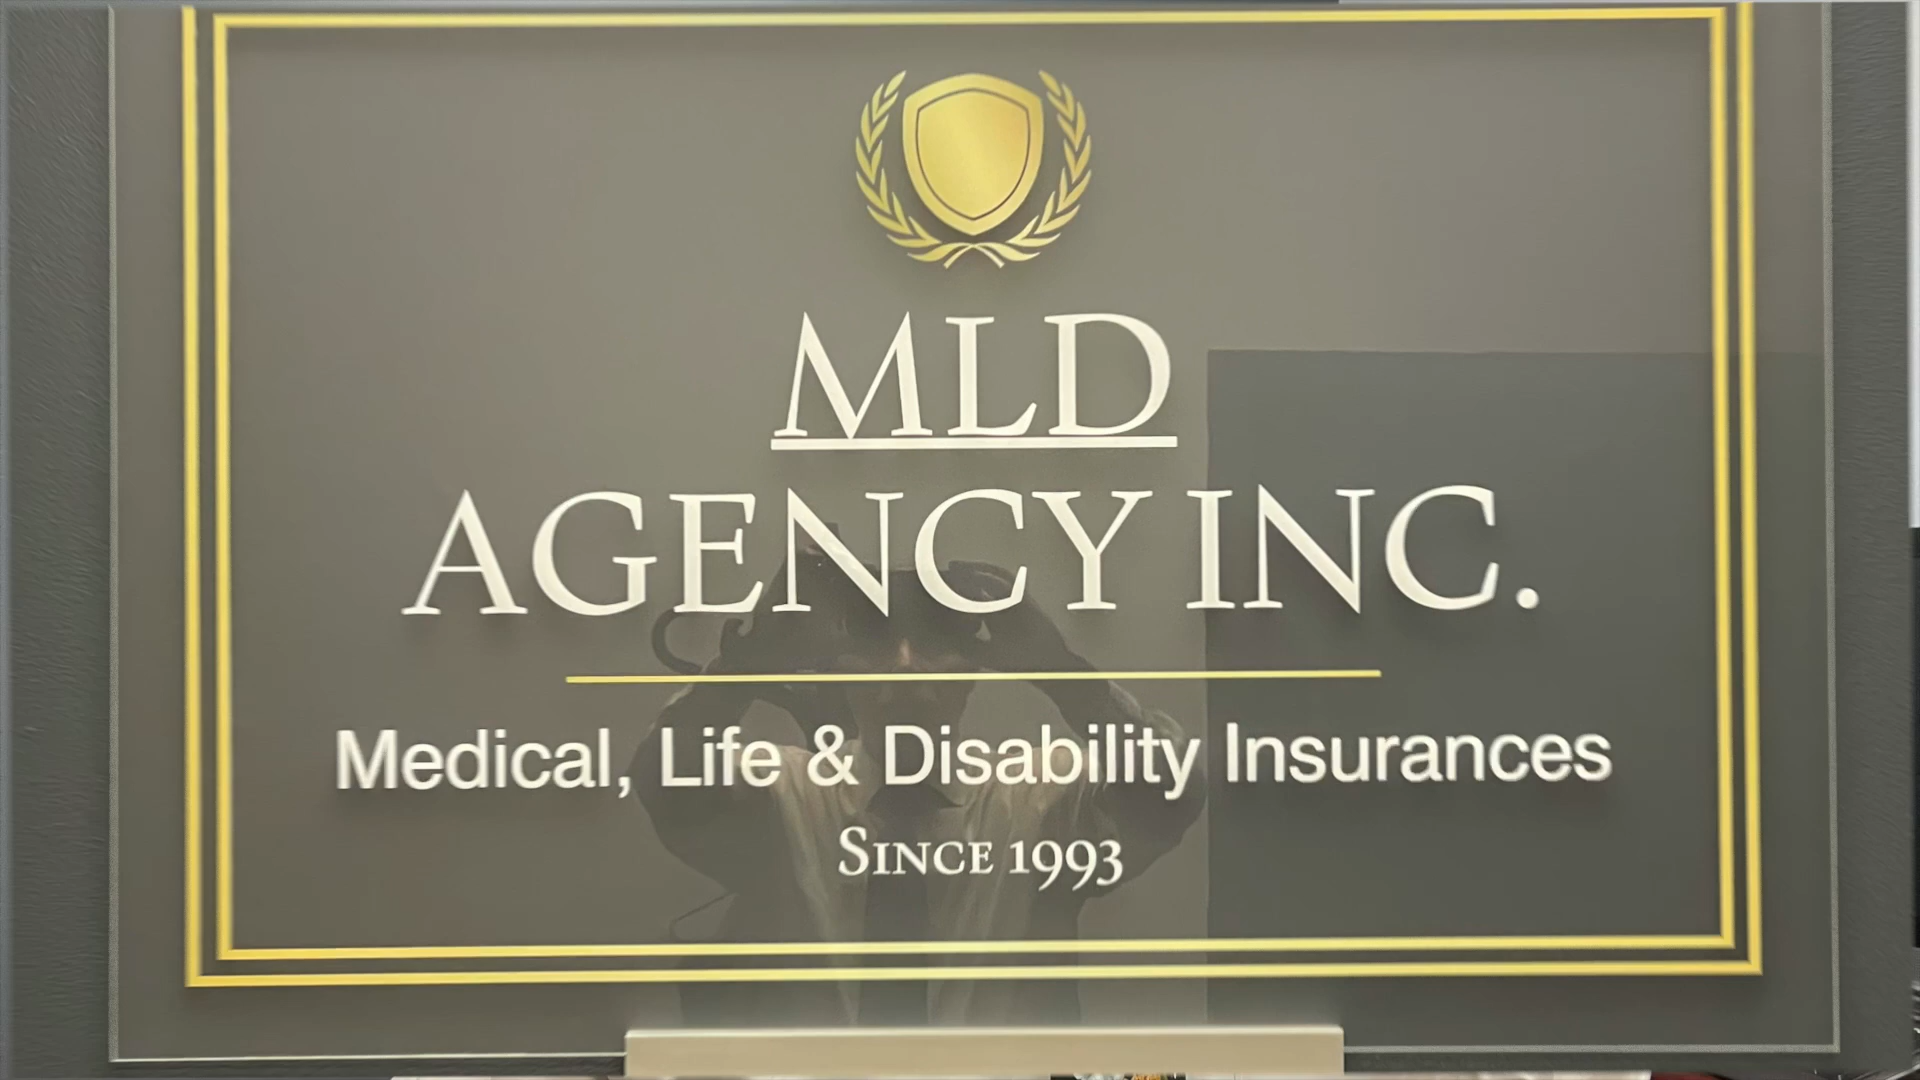 MLD
AGENCY INC.
Medical, Life & Disability Insurances
SINCE 1993